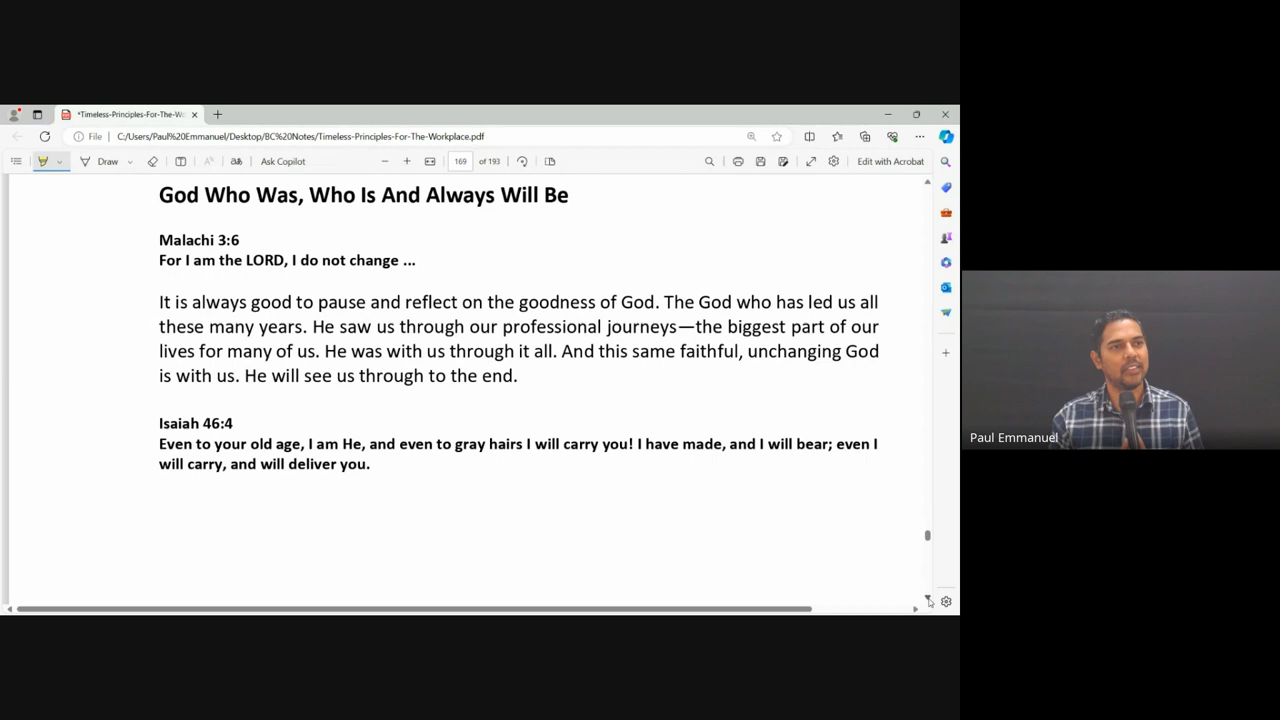 *Timeless-Principles-For-The-Wo
File
C:/Users/Paul%20Emmanuel/Desktop/BC%20Notes/Timeless-Principles-For-The-Workplace.pdf
Draw
Ask Copilot
169 of 193
Edit with Acrobat
God Who Was, Who Is And Always Will Be
Malachi 3:6
For I am the LORD, I do not change ...
It is always good to pause and reflect on the goodness of God. The God who has led us all
these many years. He saw us through our professional journeys—the biggest part of our
lives for many of us. He was with us through it all. And this same faithful, unchanging God
is with us. He will see us through to the end.
Isaiah 46:4
Even to your old age, I am He, and even to gray hairs I will carry you! I have made, and I will bear; even I
will carry, and will deliver you.
Paul Emmanuel